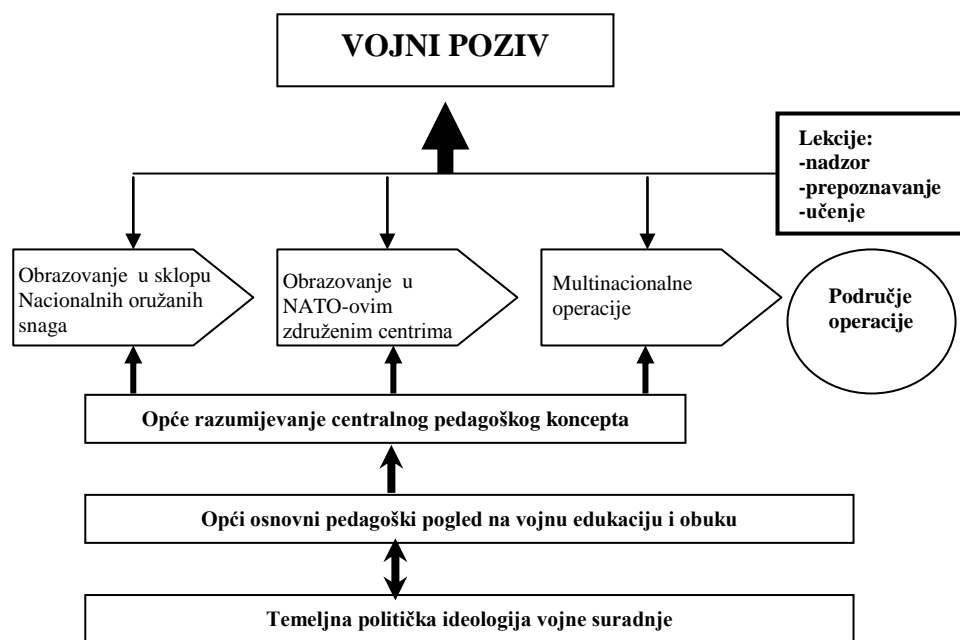 VOJNI POZIV
Lekcije:
-nadzor
-prepoznavanje
-učenje
Obrazovanje u sklopu
Nacionalnih oružanih
snaga
Obrazovanje u
NATO-ovim
združenim centrima
Multinacionalne
operacije
Područje
operacije
Opće razumijevanje centralnog pedagoškog koncepta
Opći osnovni pedagoški pogled na vojnu edukaciju i obuku
Temeljna politička ideologija vojne suradnje